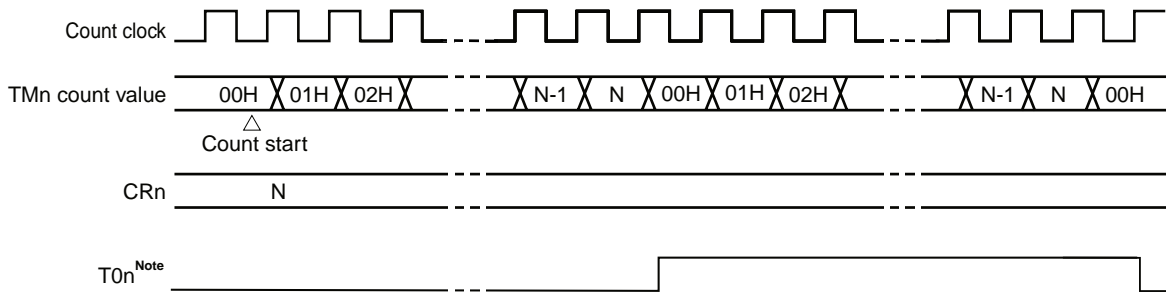 Count clock
TMn count value 00H 01H 02H N-1 N 00H 01H 02H N-1 N 00H
△
Count start
CRn N
T0nNote